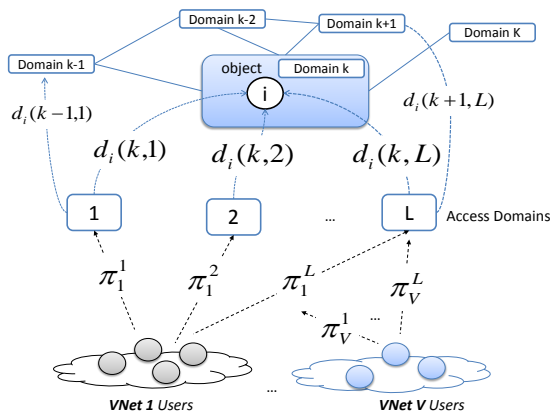 Domain k-2
Domain k+1
Domain K
Domain k-1
object
Domain k
i
d_i(k−1,1)
d_i(k+1,L)
d_i(k,1)
d_i(k,2)
d_i(k,L)
1
2
...
L
Access Domains
π_1^1
π_1^2
π_1^L
π_V^1
...
π_V^L
...
VNet 1 Users
VNet V Users